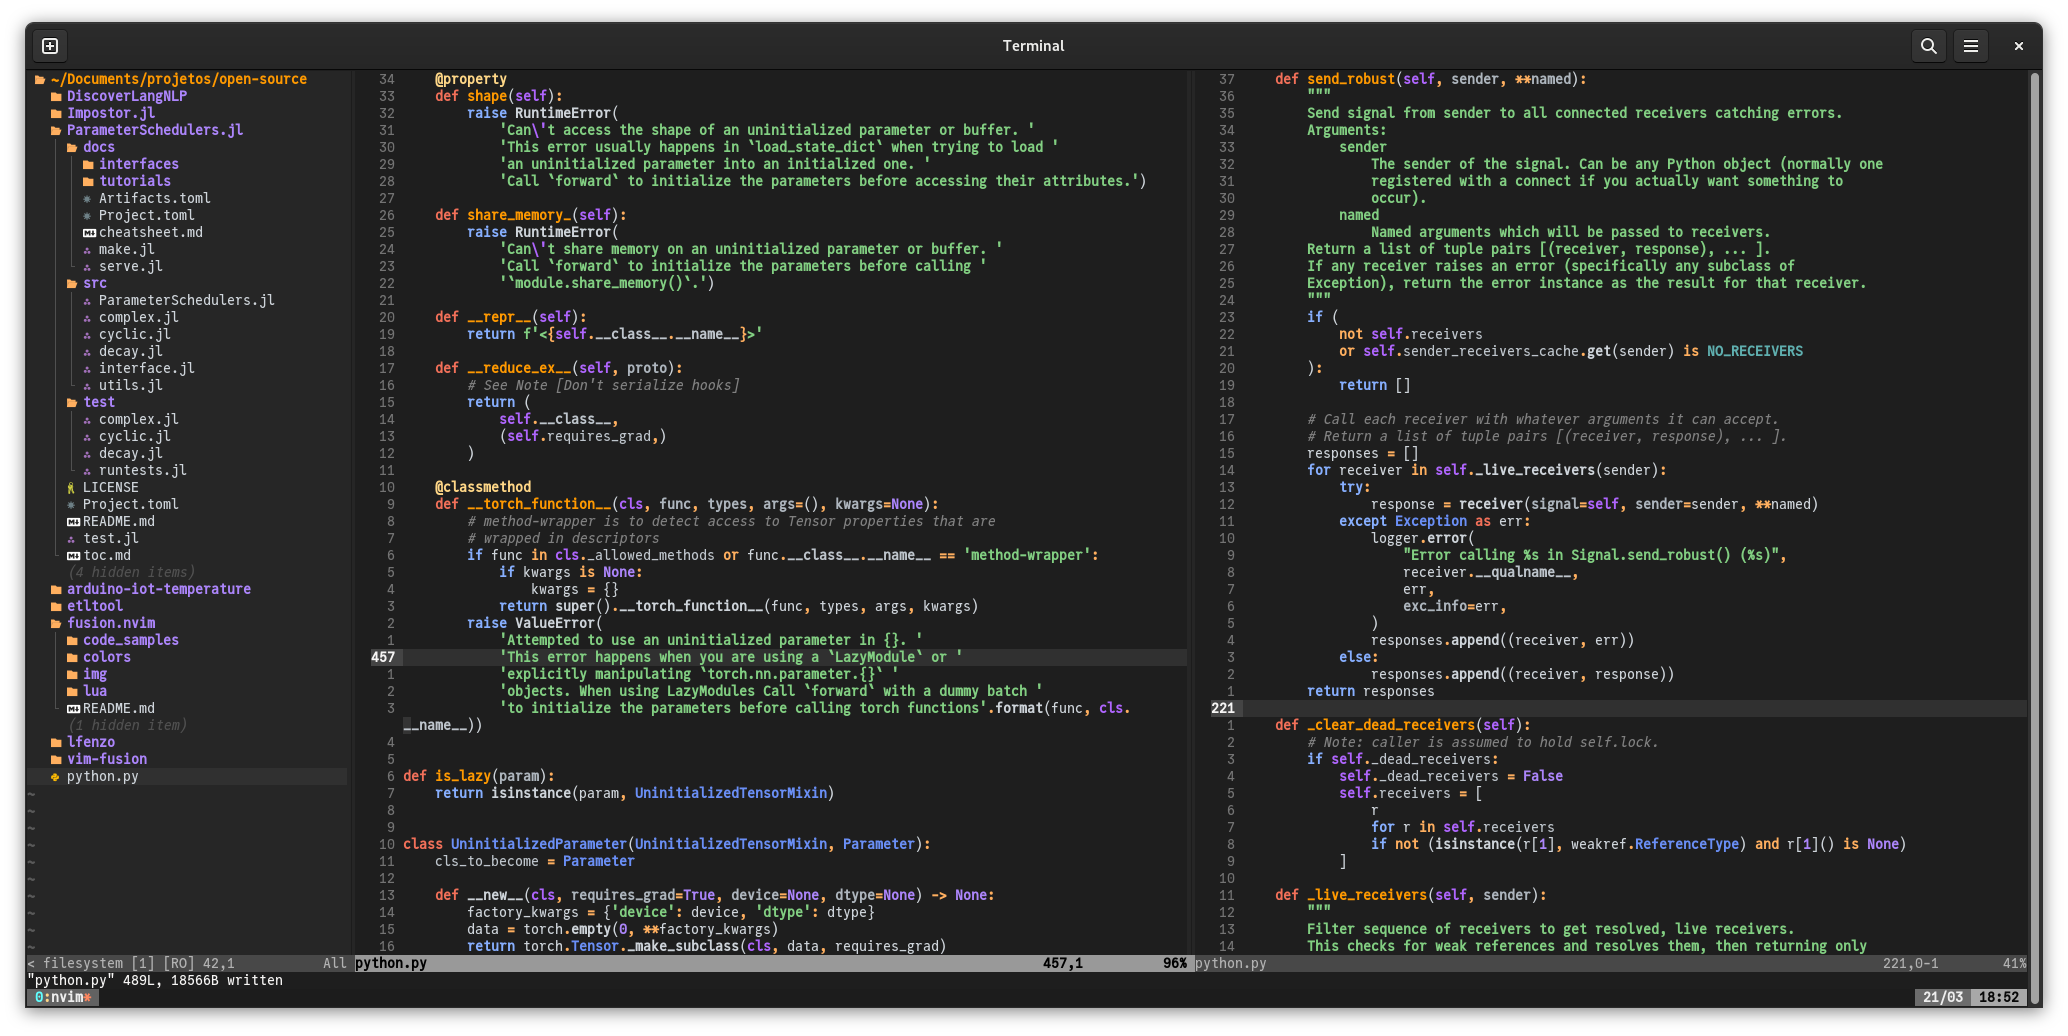 Terminal
~/Documents/projetos/open-source
DiscoverLangNLP
Impostor.jl
ParameterSchedulers.jl
docs
interfaces
tutorials
Artifacts.toml
Project.toml
cheatsheet.md
make.jl
serve.jl
src
ParameterSchedulers.jl
complex.jl
cyclic.jl
decay.jl
interface.jl
utils.jl
test
complex.jl
cyclic.jl
decay.jl
runtests.jl
LICENSE
Project.toml
README.md
test.jl
toc.md
(4 hidden items)
arduino-iot-temperature
etltool
fusion.nvim
code_samples
colors
img
lua
README.md
(1 hidden item)
lfenzo
vim-fusion
python.py
~
~
~
~
~
~
~
~
~
~
< filesystem [1] [RO] 42,1 All
34 @property
33 def shape(self):
32 raise RuntimeError(
31 'Can\'t access the shape of an uninitialized parameter or buffer. '
30 'This error usually happens in `load_state_dict` when trying to load '
29 'an uninitialized parameter into an initialized one. '
28 'Call `forward` to initialize the parameters before accessing their attributes.')
27
26 def share_memory_(self):
25 raise RuntimeError(
24 'Can\'t share memory on an uninitialized parameter or buffer. '
23 'Call `forward` to initialize the parameters before calling '
22 '`module.share_memory()`.')
21
20 def __repr__(self):
19 return f'<{self.__class__.__name__}>'
18
17 def __reduce_ex__(self, proto):
16 # See Note [Don't serialize hooks]
15 return (
14 self.__class__,
13 (self.requires_grad,)
12 )
11
10 @classmethod
9 def __torch_function__(cls, func, types, args=(), kwargs=None):
8 # method-wrapper is to detect access to Tensor properties that are
7 # wrapped in descriptors
6 if func in cls._allowed_methods or func.__class__.__name__ == 'method-wrapper':
5 if kwargs is None:
4 kwargs = {}
3 return super().__torch_function__(func, types, args, kwargs)
2 raise ValueError(
1 'Attempted to use an uninitialized parameter in {}. '
457 'This error happens when you are using a `LazyModule` or '
1 'explicitly manipulating `torch.nn.parameter.{}` '
2 'objects. When using LazyModules Call `forward` with a dummy batch '
3 'to initialize the parameters before calling torch functions'.format(func, cls.
__name__))
4
5
6 def is_lazy(param):
7 return isinstance(param, UninitializedTensorMixin)
8
9
10 class UninitializedParameter(UninitializedTensorMixin, Parameter):
11 cls_to_become = Parameter
12
13 def __new__(cls, requires_grad=True, device=None, dtype=None) -> None:
14 factory_kwargs = {'device': device, 'dtype': dtype}
15 data = torch.empty(0, **factory_kwargs)
16 return torch.Tensor._make_subclass(cls, data, requires_grad)
python.py 457,1 96%
37 def send_robust(self, sender, **named):
36 """
35 Send signal from sender to all connected receivers catching errors.
34 Arguments:
33 sender
32 The sender of the signal. Can be any Python object (normally one
31 registered with a connect if you actually want something to
30 occur).
29 named
28 Named arguments which will be passed to receivers.
27 Return a list of tuple pairs [(receiver, response), ... ].
26 If any receiver raises an error (specifically any subclass of
25 Exception), return the error instance as the result for that receiver.
24 """
23 if (
22 not self.receivers
21 or self.sender_receivers_cache.get(sender) is NO_RECEIVERS
20 ):
19 return []
18
17 # Call each receiver with whatever arguments it can accept.
16 # Return a list of tuple pairs [(receiver, response), ... ].
15 responses = []
14 for receiver in self._live_receivers(sender):
13 try:
12 response = receiver(signal=self, sender=sender, **named)
11 except Exception as err:
10 logger.error(
9 "Error calling %s in Signal.send_robust() (%s)",
8 receiver.__qualname__,
7 err,
6 exc_info=err,
5 )
4 responses.append((receiver, err))
3 else:
2 responses.append((receiver, response))
1 return responses
221
1 def _clear_dead_receivers(self):
2 # Note: caller is assumed to hold self.lock.
3 if self._dead_receivers:
4 self._dead_receivers = False
5 self.receivers = [
6 r
7 for r in self.receivers
8 if not (isinstance(r[1], weakref.ReferenceType) and r[1]() is None)
9 ]
10
11 def _live_receivers(self, sender):
12 """
13 Filter sequence of receivers to get resolved, live receivers.
14 This checks for weak references and resolves them, then returning only
python.py 221,0-1 41%
"python.py" 489L, 18566B written
0:nvim* 21/03 18:52